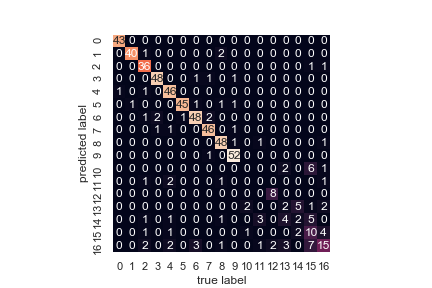 0 43 0 0 0 0 0 0 0 0 0 0 0 0 0 0 0 0
1 0 40 1 0 0 0 0 0 2 0 0 0 0 0 0 0 0
2 0 0 36 0 0 0 0 0 0 0 0 0 0 0 0 1 1
3 0 0 0 48 0 0 1 1 0 1 0 0 0 0 0 0 0
4 1 0 1 0 46 0 0 0 0 0 0 0 0 0 0 0 0
5 0 1 0 0 0 45 1 0 1 1 0 0 0 0 0 0 0
6 0 0 1 2 0 1 48 2 0 0 0 0 0 0 0 0 0
7 0 0 1 0 1 0 0 46 0 1 0 0 0 0 0 0 0
8 0 0 0 0 0 0 0 0 48 1 0 1 0 0 0 1 0
9 0 0 0 0 0 0 0 1 0 52 0 0 0 0 0 0 0
10 0 0 0 0 0 0 0 0 0 0 0 0 0 2 0 6 1
11 0 0 1 0 2 0 0 1 0 0 0 0 0 0 0 1 0
12 0 0 0 0 0 0 0 0 0 0 0 0 8 0 0 0 0
13 0 0 0 0 0 0 0 0 0 0 2 0 0 2 5 1 2
14 0 0 1 0 1 0 0 1 0 1 0 3 0 4 2 5 0
15 0 0 1 0 1 0 0 0 0 0 0 0 0 0 0 10 4
16 0 0 2 0 2 0 3 0 0 1 0 1 2 3 0 7 15
0 1 2 3 4 5 6 7 8 9 10 11 12 13 14 15 16
predicted label
true label